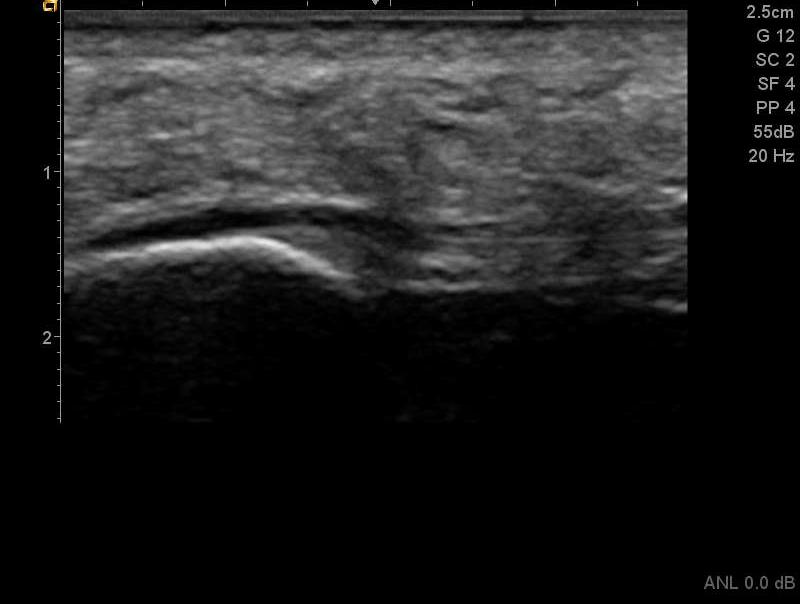 2.5cm
G 12
SC 2
SF 4
PP 4
55dB
20 Hz
1
2
ANL 0.0 dB